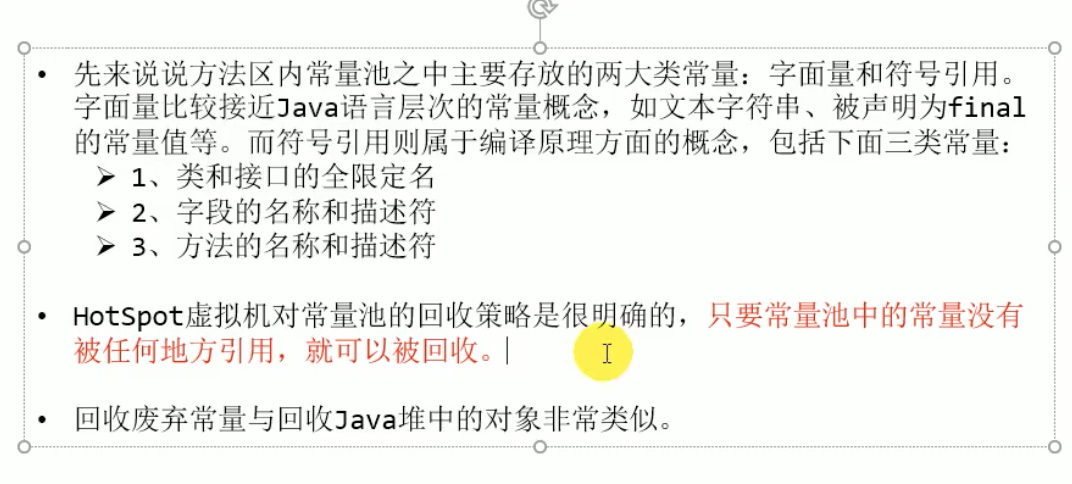 • 先来说说方法区内常量池之中主要存放的两大类常量：字面量和符号引用。
字面量比较接近Java语言层次的常量概念，如文本字符串、被声明为final
的常量值等。而符号引用则属于编译原理方面的概念，包括下面三类常量：
➢ 1、类和接口的全限定名
➢ 2、字段的名称和描述符
➢ 3、方法的名称和描述符
• HotSpot虚拟机对常量池的回收策略是很明确的，只要常量池中的常量没有
被任何地方引用，就可以被回收。
• 回收废弃常量与回收Java堆中的对象非常类似。